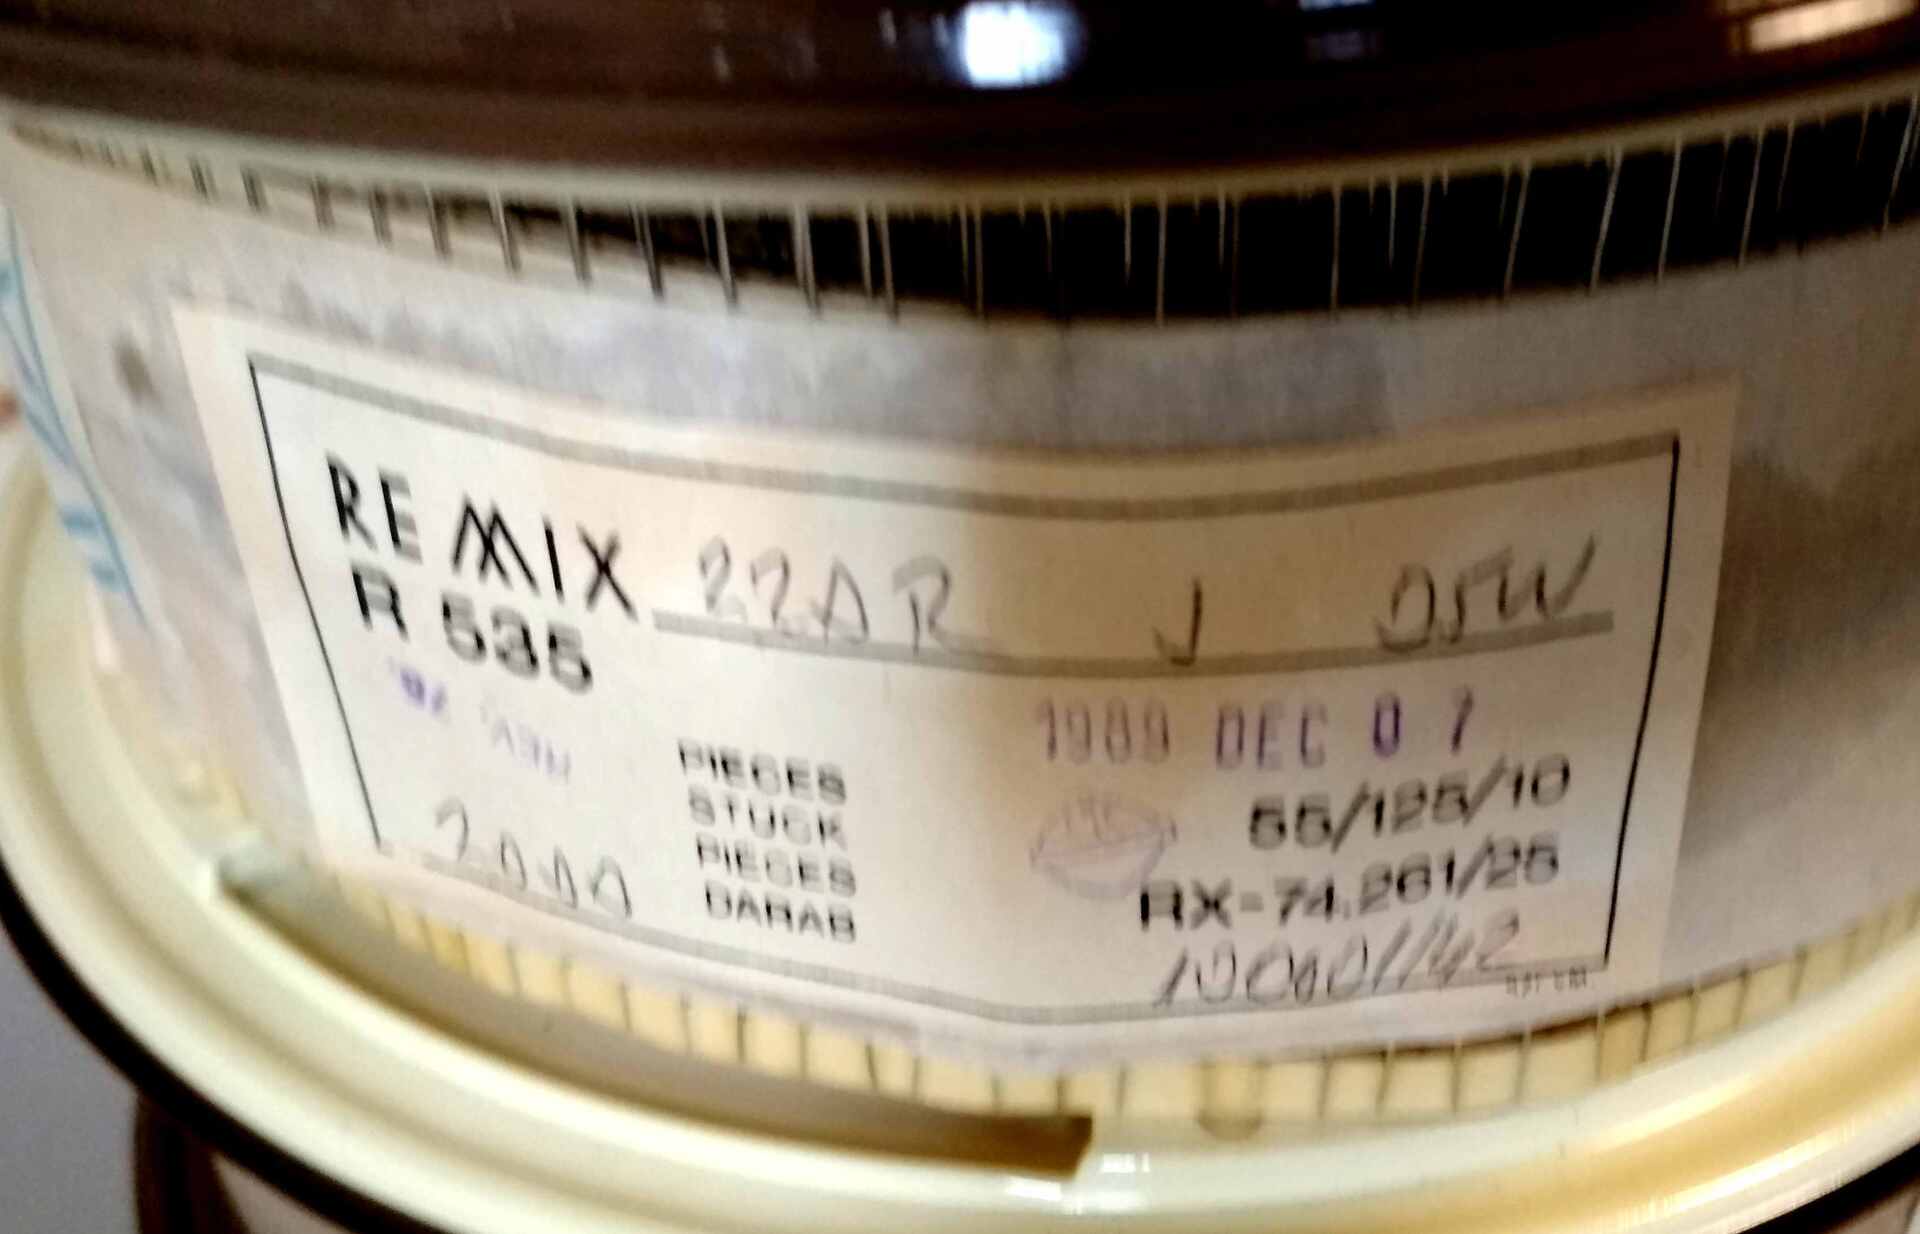 REMIX 22ΩR J 0,5W
R 535
1989 DEC 07
PIECES
STUCK
PIECES
DARAB
2000
55/125/10
RX-74.261/25